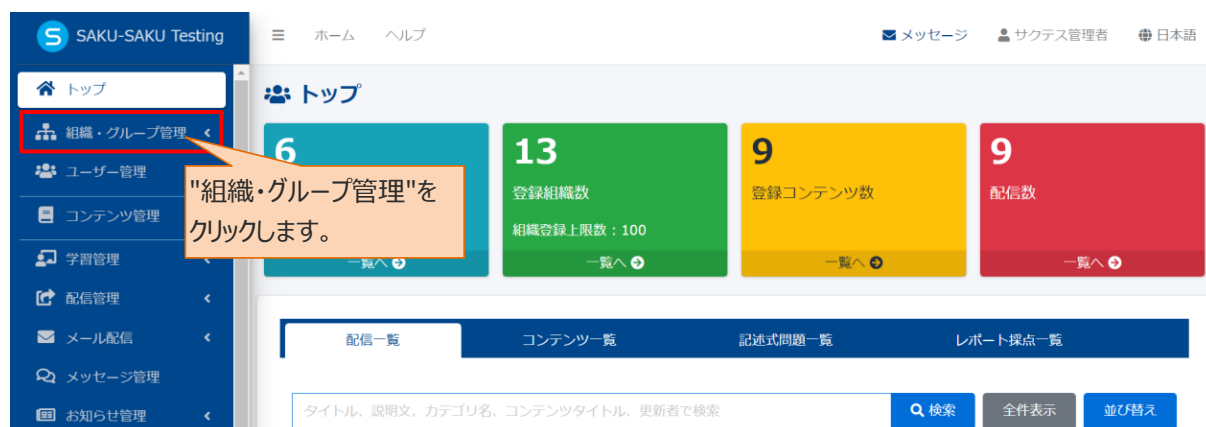 SAKU-SAKU Testing
ホーム ヘルプ
メッセージ サクテス管理者 日本語
トップ
組織・グループ管理
ユーザー管理
コンテンツ管理
学習管理
配信管理
メール配信
メッセージ管理
お知らせ管理
トップ
"組織・グループ管理"を
クリックします。
6
一覧へ
13
登録組織数
組織登録上限数：100
一覧へ
9
登録コンテンツ数
一覧へ
9
配信数
一覧へ
配信一覧 コンテンツ一覧 記述式問題一覧 レポート採点一覧
タイトル、説明文、カテゴリ名、コンテンツタイトル、更新者で検索 検索 全件表示 並び替え